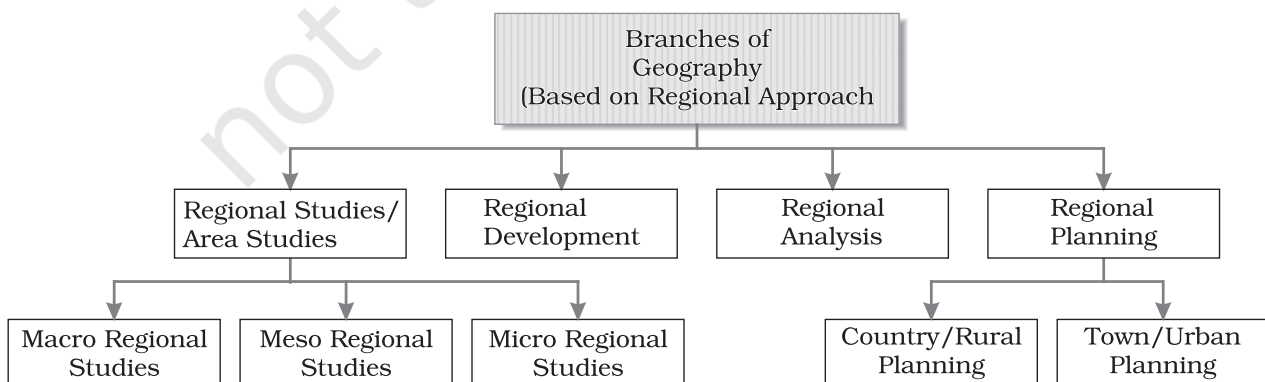 not
Branches of
Geography
(Based on Regional Approach
Regional Studies/
Area Studies
Regional
Development
Regional
Analysis
Regional
Planning
Macro Regional
Studies
Meso Regional
Studies
Micro Regional
Studies
Country/Rural
Planning
Town/Urban
Planning